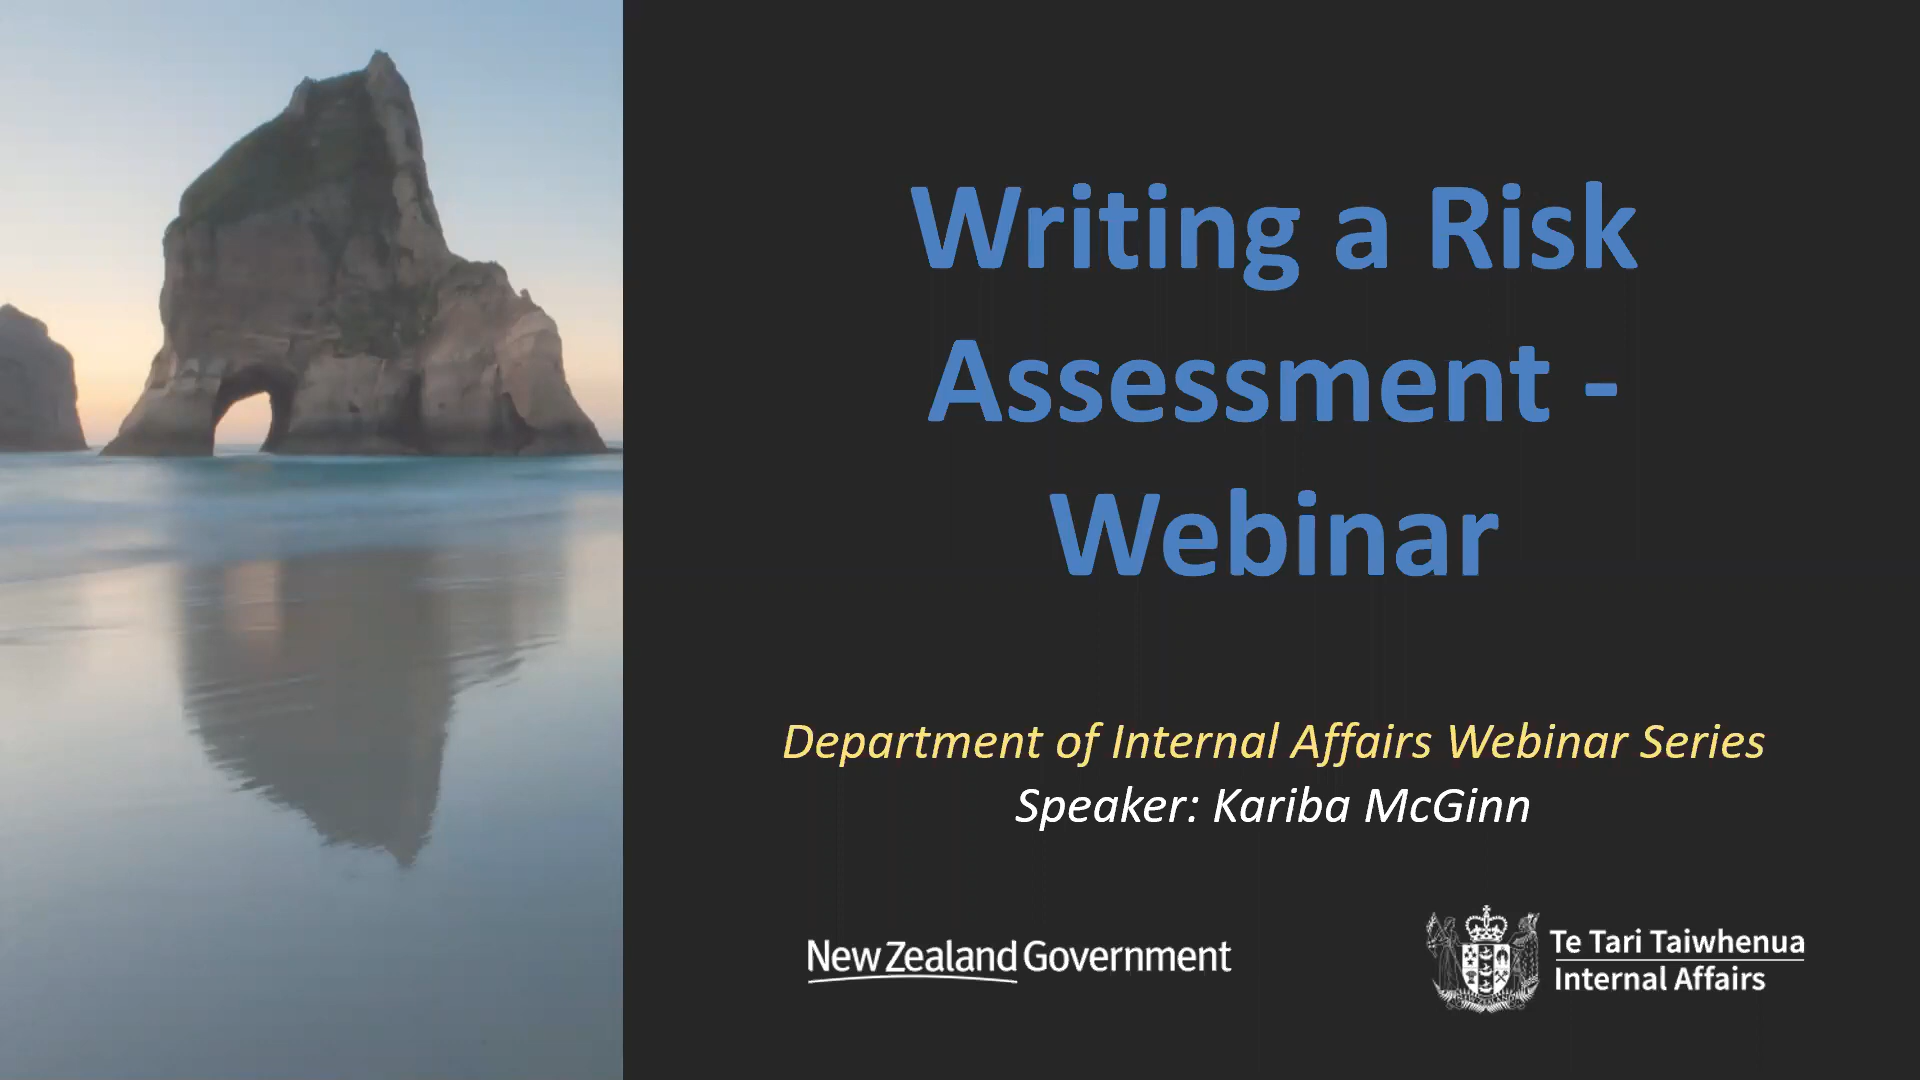 Writing a Risk
Assessment -
Webinar
Department of Internal Affairs Webinar Series
Speaker: Kariba McGinn
New Zealand Government
Te Tari Taiwhenua
Internal Affairs